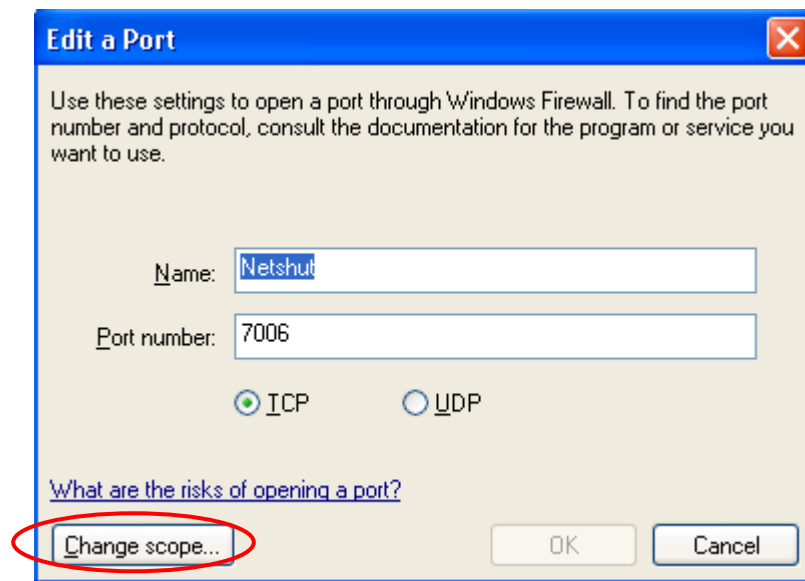 Edit a Port
Use these settings to open a port through Windows Firewall. To find the port
number and protocol, consult the documentation for the program or service you
want to use.
Name: Netshut
Port number: 7006
TCP UDP
What are the risks of opening a port?
Change scope... OK Cancel